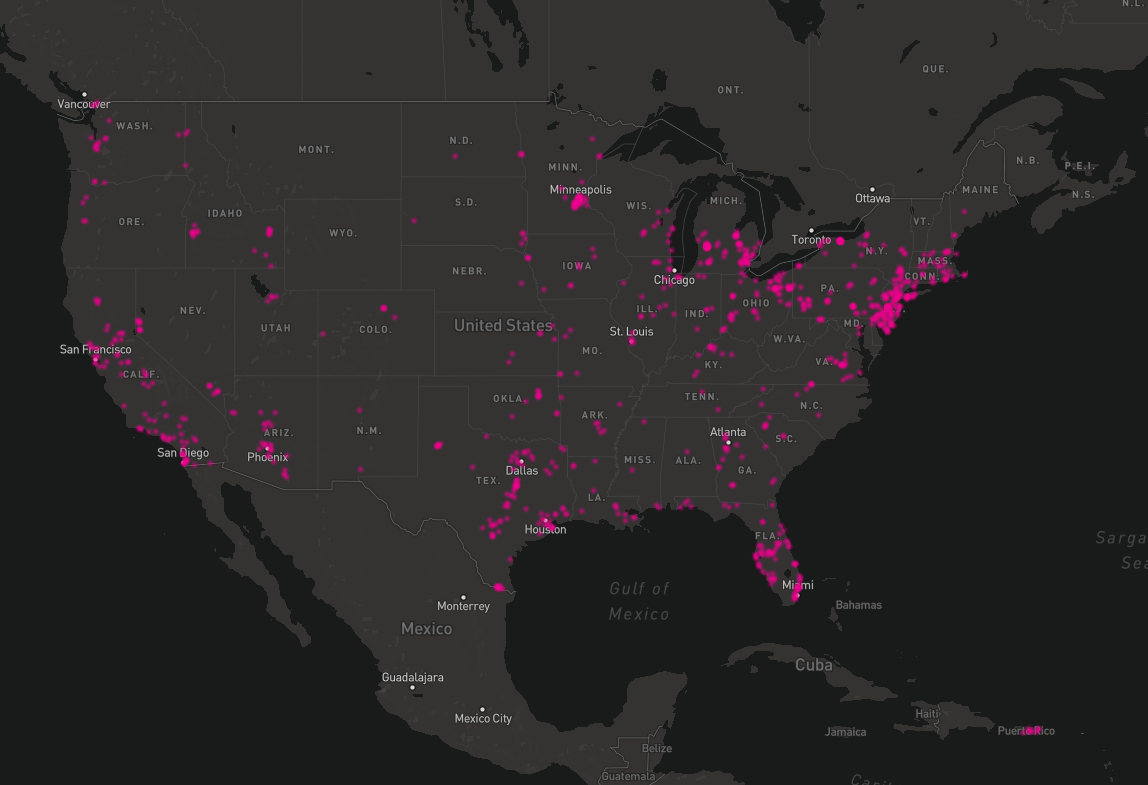 N.L.
QUE.
ONT.
Vancouver
WASH.
MONT.
N.D.
MINN.
N.B.
P.E.I.
Ottawa
MAINE
N.S.
Minneapolis
ORE.
IDAHO
WYO.
S.D.
WIS.
MICH.
VT.
Toronto
N.Y.
MASS.
CONN.
Chicago
IOWA
NEBR.
NEV.
UTAH
COLO.
United States
ILL.
IND.
OHIO
PA.
MD.
St. Louis
MO.
W.VA.
VA.
KY.
San Francisco
CALIF.
OKLA.
ARK.
TENN.
N.C.
ARIZ.
N.M.
Atlanta
S.C.
San Diego
Phoenix
Dallas
MISS.
ALA.
GA.
TEX.
LA.
Houston
FLA.
Gulf of
Mexico
Miami
Bahamas
Monterrey
Mexico
Cuba
Guadalajara
Mexico City
Haiti
Jamaica
Puerto Rico
Belize
Guatemala